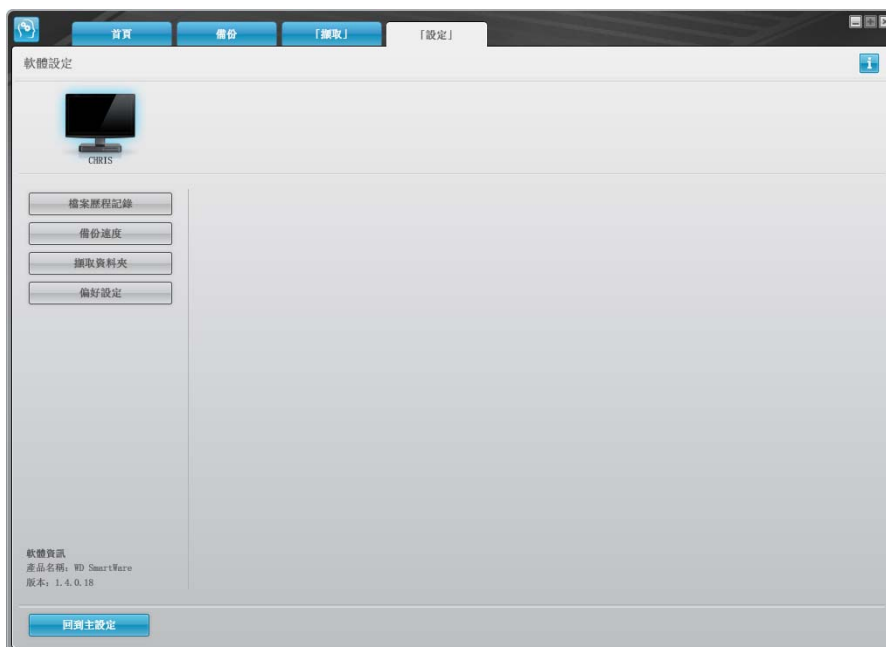 首頁 備份 「擷取」 「設定」
軟體設定
CHRIS
檔案歷程記錄
備份速度
擷取資料夾
偏好設定
軟體資訊
產品名稱: WD SmartWare
版本: 1.4.0.18
回到主設定